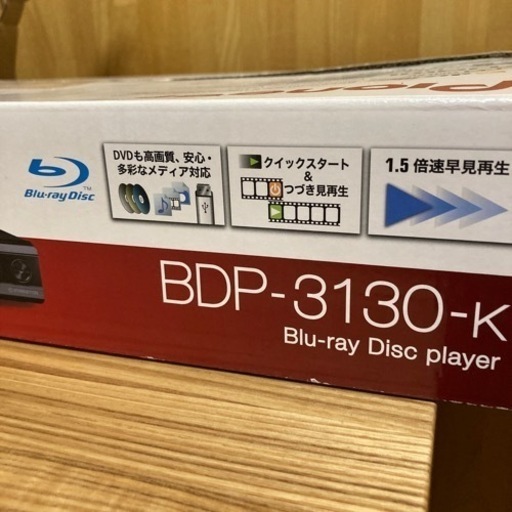 Pioneer
Blu-ray Disc™
DVDも高画質、安心・
多彩なメディア対応
クイックスタート
&
つづき見再生
1.5 倍速早見再生
BDP-3130-K
Blu-ray Disc player